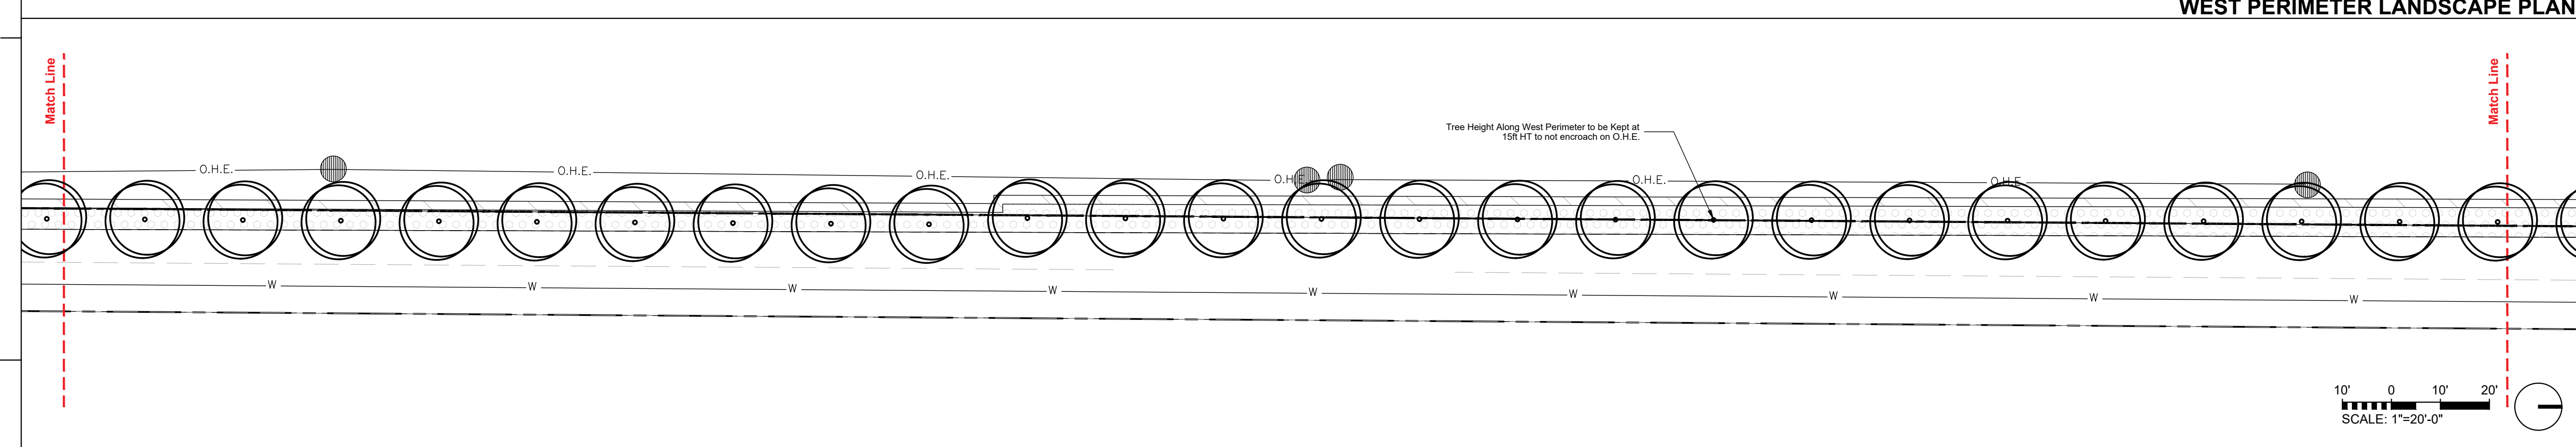 WEST PERIMETER LANDSCAPE PLAN
Match Line
Match Line
Tree Height Along West Perimeter to be Kept at
15ft HT to not encroach on O.H.E.
O.H.E.
O.H.E.
O.H.E.
O.H.E.
O.H.E.
O.H.E.
W
W
W
W
W
W
W
W
W
10' 0 10' 20'
SCALE: 1"=20'-0"